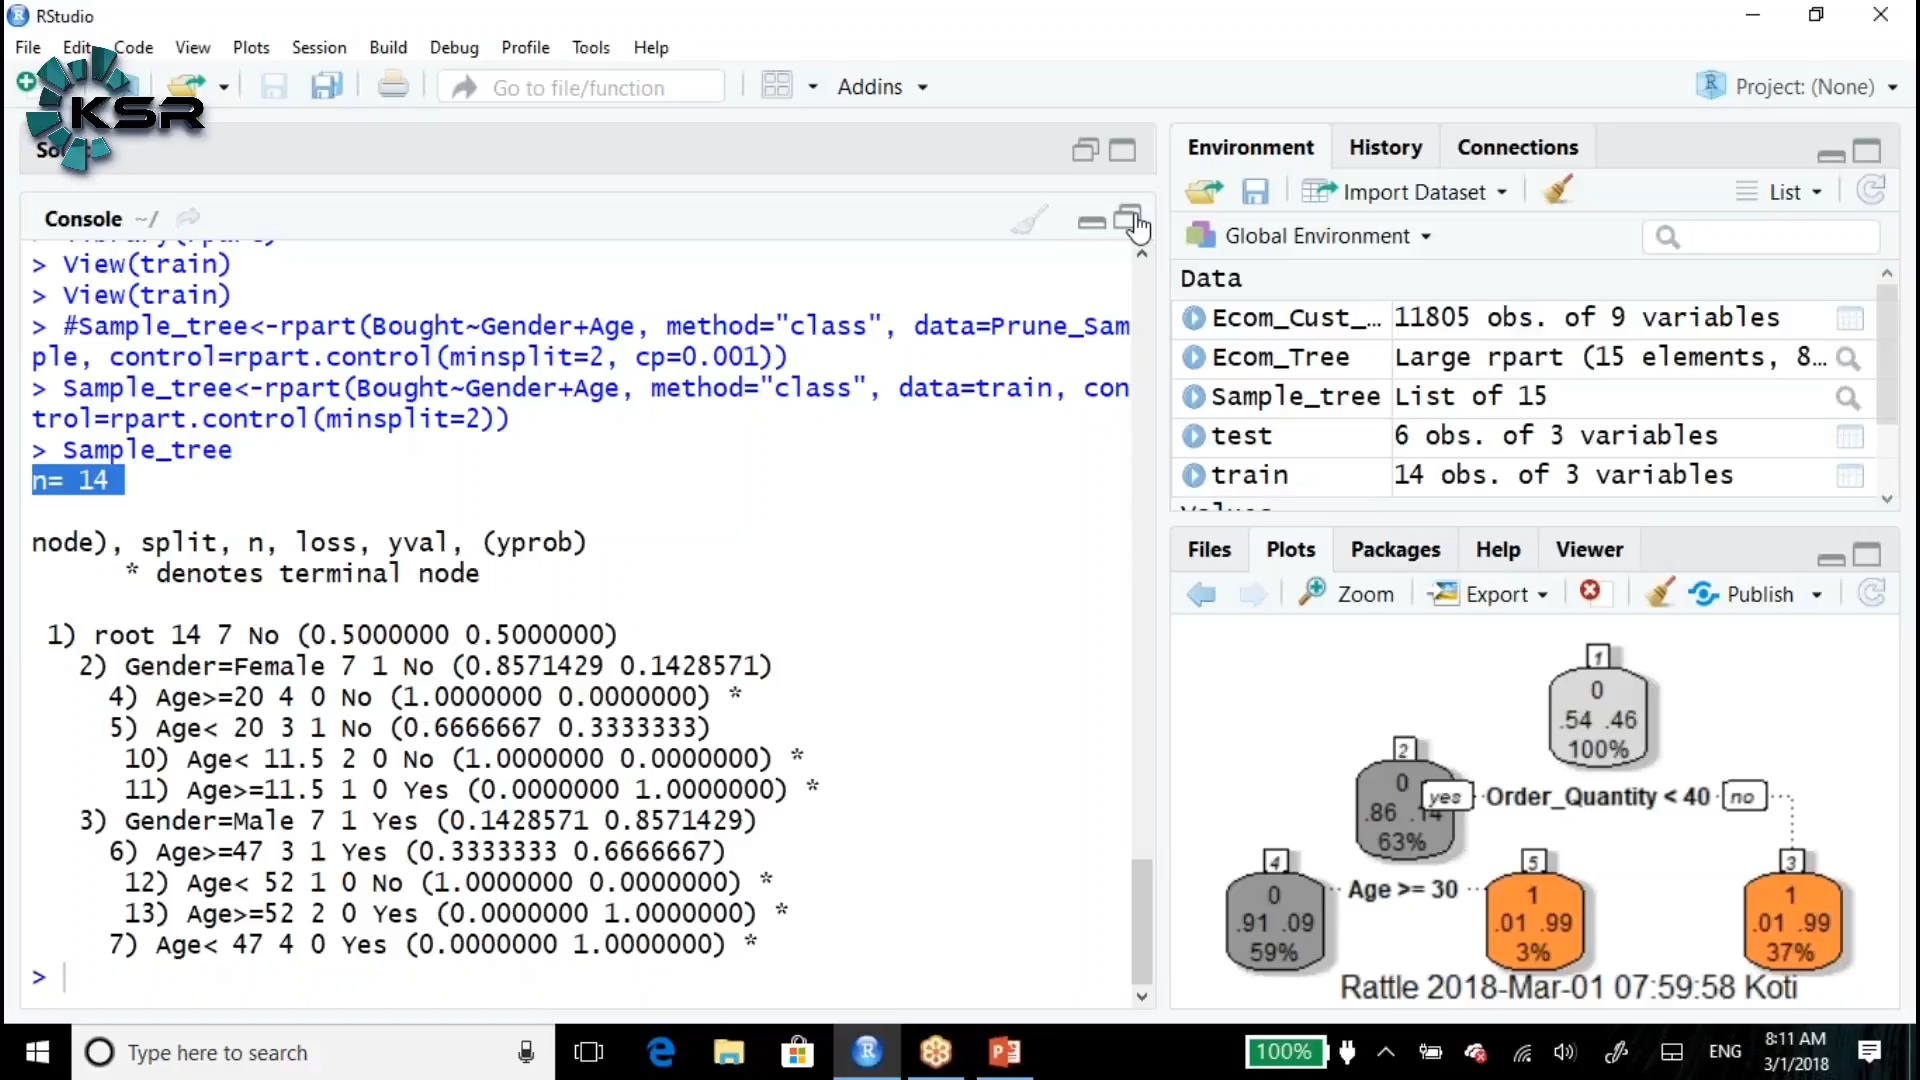 RStudio
File Edit Code View Plots Session Build Debug Profile Tools Help
KSR
Go to file/function
Addins
Project: (None)
Console ~/
> View(train)
> View(train)
> #Sample_tree<-rpart(Bought~Gender+Age, method="class", data=Prune_Sam
ple, control=rpart.control(minsplit=2, cp=0.001))
> Sample_tree<-rpart(Bought~Gender+Age, method="class", data=train, con
trol=rpart.control(minsplit=2))
> Sample_tree
n= 14
node), split, n, loss, yval, (yprob)
* denotes terminal node
1) root 14 7 No (0.5000000 0.5000000)
2) Gender=Female 7 1 No (0.8571429 0.1428571)
4) Age>=20 4 0 No (1.0000000 0.0000000) *
5) Age< 20 3 1 No (0.6666667 0.3333333)
10) Age< 11.5 2 0 No (1.0000000 0.0000000) *
11) Age>=11.5 1 0 Yes (0.0000000 1.0000000) *
3) Gender=Male 7 1 Yes (0.1428571 0.8571429)
6) Age>=47 3 1 Yes (0.3333333 0.6666667)
12) Age< 52 1 0 No (1.0000000 0.0000000) *
13) Age>=52 2 0 Yes (0.0000000 1.0000000) *
7) Age< 47 4 0 Yes (0.0000000 1.0000000) *
>
Environment History Connections
Import Dataset List
Global Environment
Data
Ecom_Cust_... 11805 obs. of 9 variables
Ecom_Tree Large rpart (15 elements, 8...
Sample_tree List of 15
test 6 obs. of 3 variables
train 14 obs. of 3 variables
Files Plots Packages Help Viewer
Zoom Export Publish
1
0
.54 .46
100%
2
0
.86 .14
63%
yes Order_Quantity < 40 no
4
0
.91 .09
59%
Age >= 30
5
1
.01 .99
3%
3
1
.01 .99
37%
Rattle 2018-Mar-01 07:59:58 Koti
Type here to search
100%
ENG
8:11 AM
3/1/2018